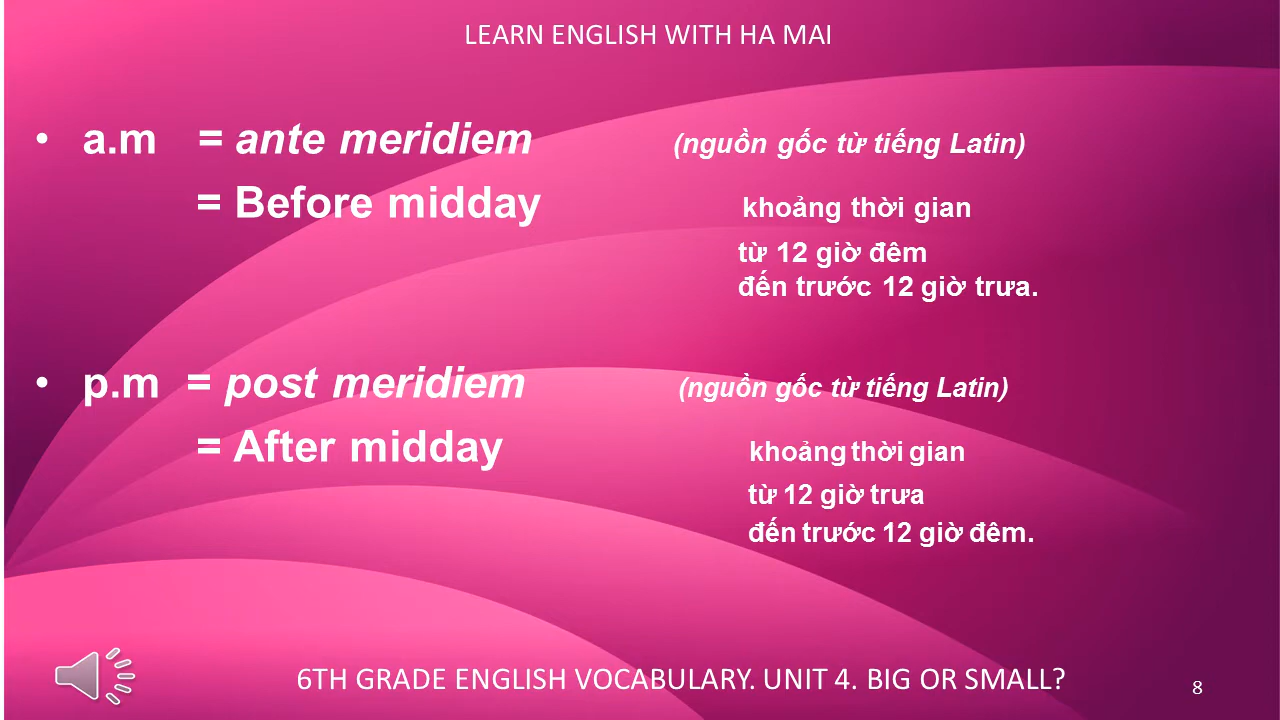 LEARN ENGLISH WITH HA MAI
• a.m = ante meridiem (nguồn gốc từ tiếng Latin)
= Before midday khoảng thời gian
từ 12 giờ đêm
đến trước 12 giờ trưa.
• p.m = post meridiem (nguồn gốc từ tiếng Latin)
= After midday khoảng thời gian
từ 12 giờ trưa
đến trước 12 giờ đêm.
6TH GRADE ENGLISH VOCABULARY. UNIT 4. BIG OR SMALL? 8